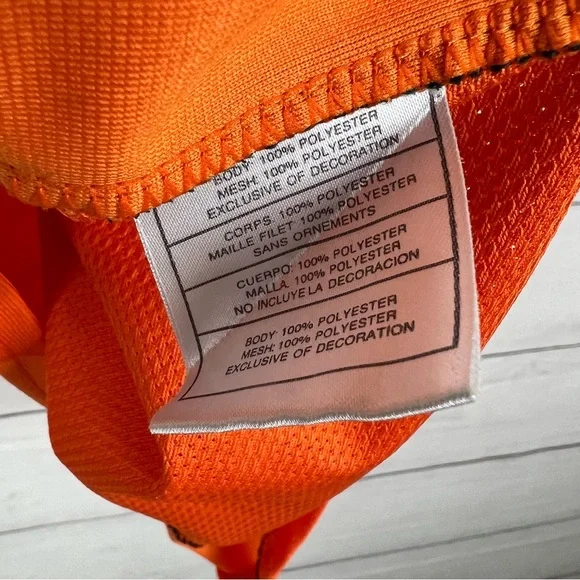 BODY: 100% POLYESTER
MESH: 100% POLYESTER
EXCLUSIVE OF DECORATION
CORPS: 100% POLYESTER
MAILLE FILET 100% POLYESTER
SANS ORNEMENTS
CUERPO: 100% POLYESTER
MALLA: 100% POLYESTER
NO INCLUYE LA DECORACION
BODY: 100% POLYESTER
MESH: 100% POLYESTER
EXCLUSIVE OF DECORATION